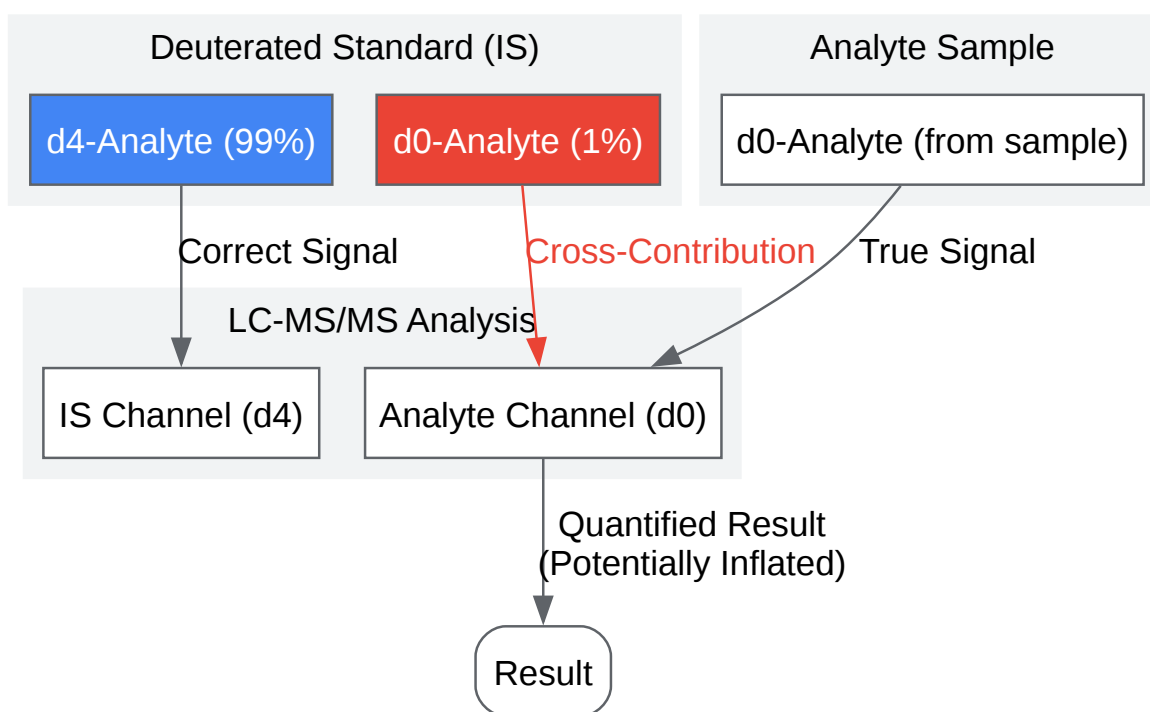 Deuterated Standard (IS)
Analyte Sample
d4-Analyte (99%)
d0-Analyte (1%)
d0-Analyte (from sample)
Correct Signal
Cross-Contribution
True Signal
LC-MS/MS Analysis
IS Channel (d4)
Analyte Channel (d0)
Quantified Result
(Potentially Inflated)
Result